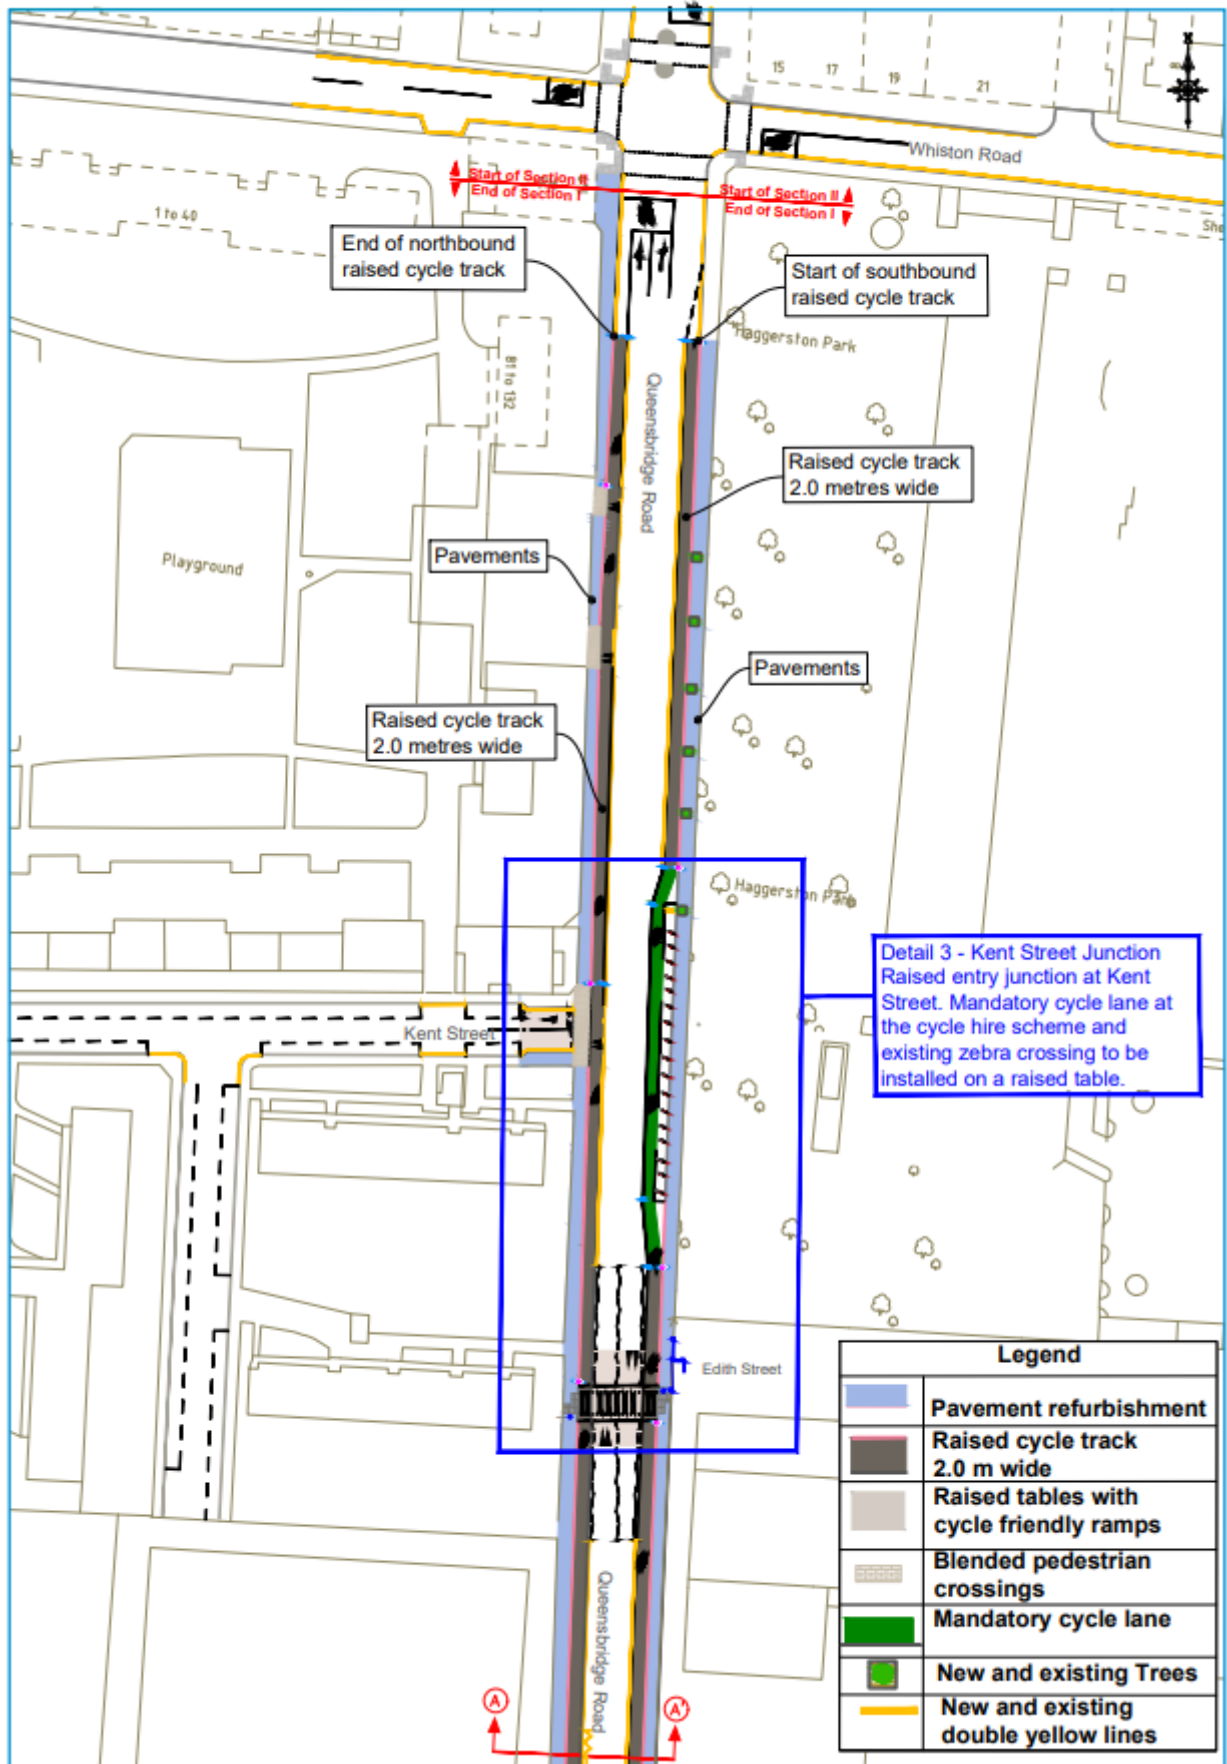 15
17
19
21
Whiston Road
Start of Section II
End of Section I
Start of Section II
End of Section I
1 to 40
End of northbound
raised cycle track
Start of southbound
raised cycle track
Haggerston Park
81 to 132
Queensbridge Road
Raised cycle track
2.0 metres wide
Pavements
Playground
Pavements
Raised cycle track
2.0 metres wide
Haggerston Park
Detail 3 - Kent Street Junction
Raised entry junction at Kent
Street. Mandatory cycle lane at
the cycle hire scheme and
existing zebra crossing to be
installed on a raised table.
Kent Street
Edith Street
Legend
Pavement refurbishment
Raised cycle track
2.0 m wide
Raised tables with
cycle friendly ramps
Blended pedestrian
crossings
Mandatory cycle lane
New and existing Trees
New and existing
double yellow lines
Queensbridge Road
A
A'